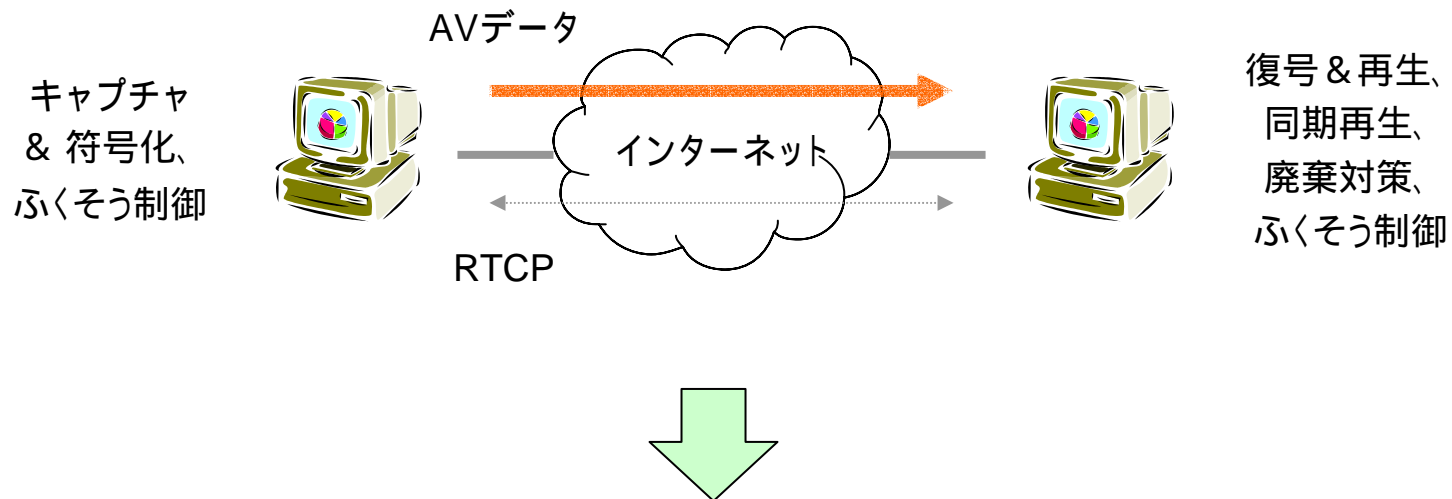 AVデータ
キャプチャ
& 符号化、
ふくそう制御
インターネット
RTCP
復号＆再生、
同期再生、
廃棄対策、
ふくそう制御